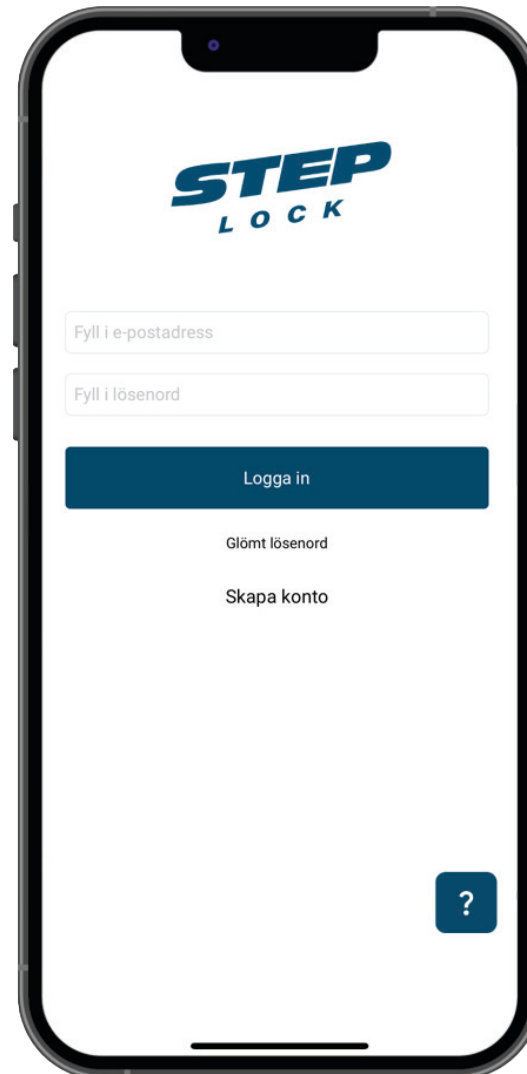 STEP
LOCK
Fyll i e-postadress
Fyll i lösenord
Logga in
Glömt lösenord
Skapa konto
?